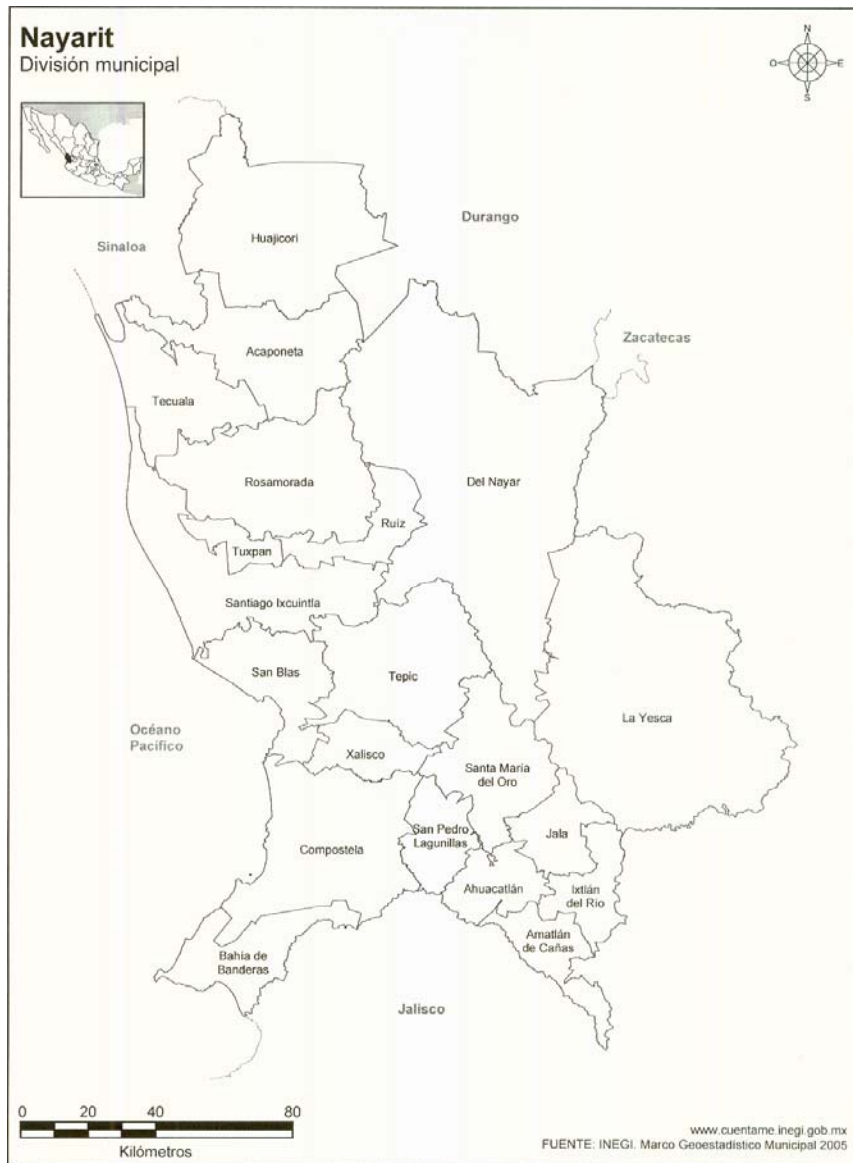 Nayarit
División municipal
N
O
E
S
Durango
Sinaloa
Huajicori
Zacatecas
Acaponeta
Tecuala
Rosamorada
Del Nayar
Ruiz
Tuxpan
Santiago Ixcuintla
San Blas
Tepic
La Yesca
Océano
Pacífico
Xalisco
Santa María
del Oro
San Pedro
Lagunillas
Jala
Compostela
Ahuacatlán
Ixtlán
del Río
Amatlán
de Cañas
Bahía de
Banderas
Jalisco
0 20 40 80
Kilómetros
www.cuentame.inegi.gob.mx
FUENTE: INEGI. Marco Geoestadístico Municipal 2005